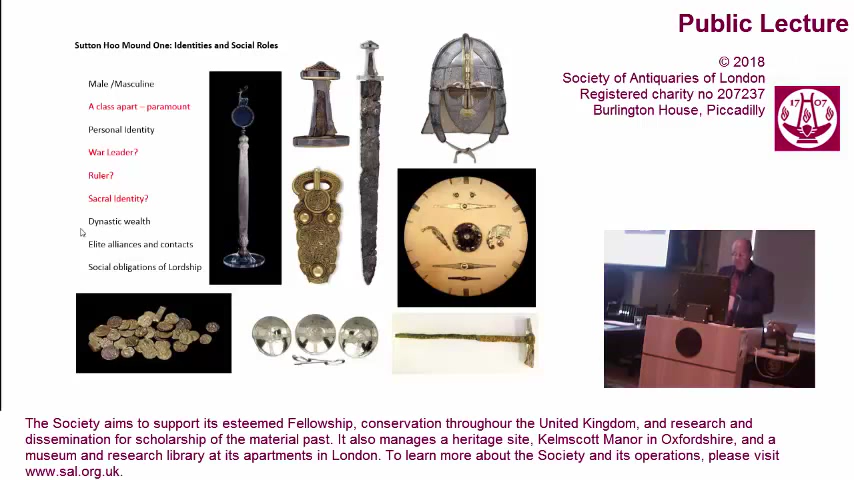 Public Lecture
© 2018
Society of Antiquaries of London
Registered charity no 207237
Burlington House, Piccadilly
1707
Sutton Hoo Mound One: Identities and Social Roles
Male /Masculine
A class apart – paramount
Personal Identity
War Leader?
Ruler?
Sacral Identity?
Dynastic wealth
Elite alliances and contacts
Social obligations of Lordship
The Society aims to support its esteemed Fellowship, conservation throughour the United Kingdom, and research and
dissemination for scholarship of the material past. It also manages a heritage site, Kelmscott Manor in Oxfordshire, and a
museum and research library at its apartments in London. To learn more about the Society and its operations, please visit
www.sal.org.uk.